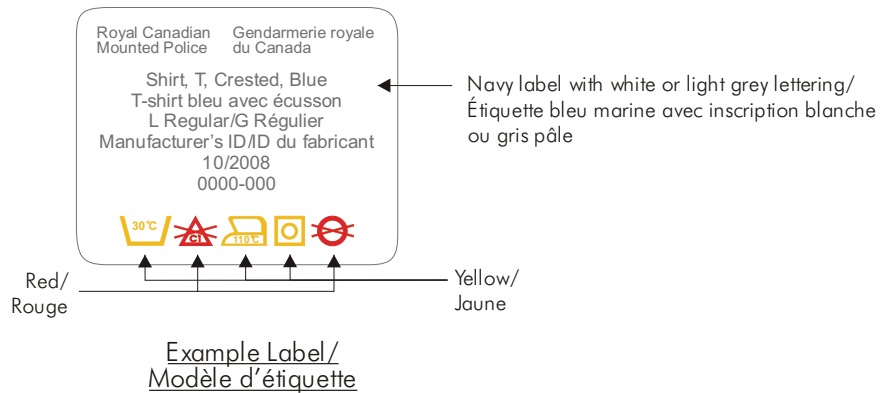 Royal Canadian
Mounted Police
Gendarmerie royale
du Canada
Shirt, T, Crested, Blue
T-shirt bleu avec écusson
L Regular/G Régulier
Manufacturer's ID/ID du fabricant
10/2008
0000-000
30°C
Cl
110°C
Navy label with white or light grey lettering/
Étiquette bleu marine avec inscription blanche
ou gris pâle
Red/
Rouge
Yellow/
Jaune
Example Label/
Modèle d'étiquette